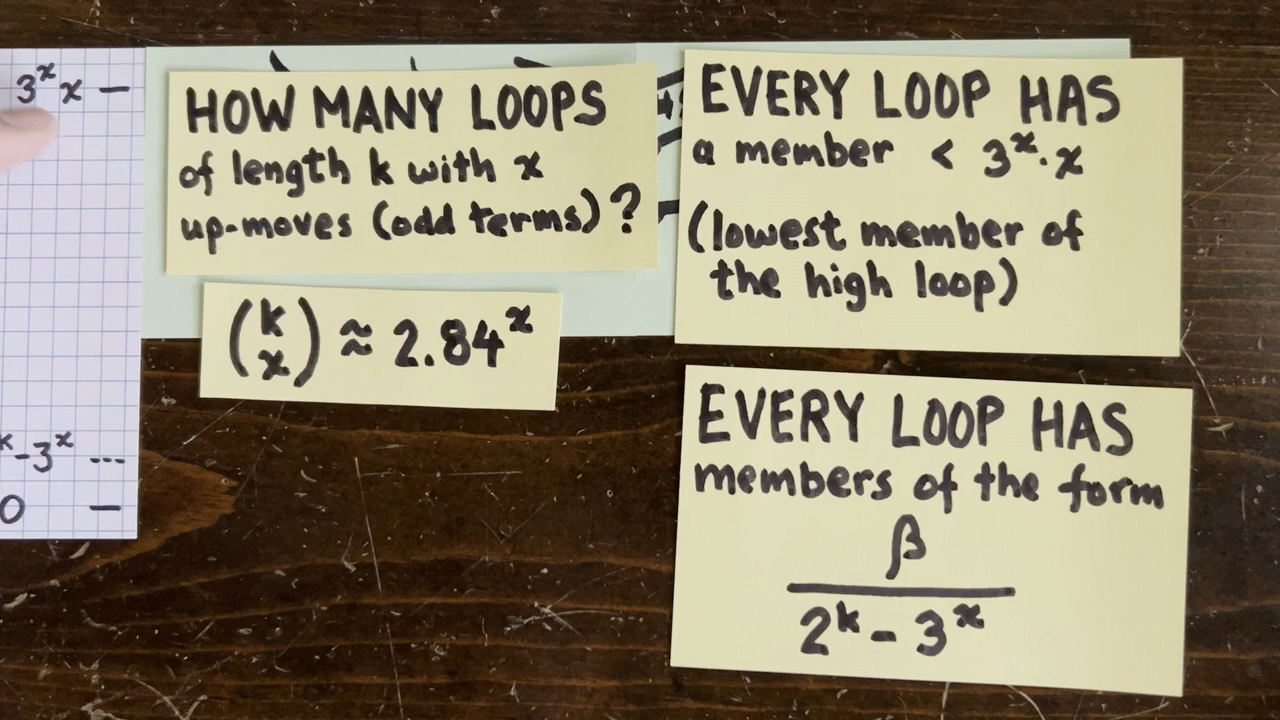 3^x x –
HOW MANY LOOPS
of length k with x
up-moves (odd terms)?
(k x) ≈ 2.84^x
EVERY LOOP HAS
a member < 3^x · x
(lowest member of
the high loop)
EVERY LOOP HAS
members of the form
β
2^k - 3^x
k - 3^x ...
0 –